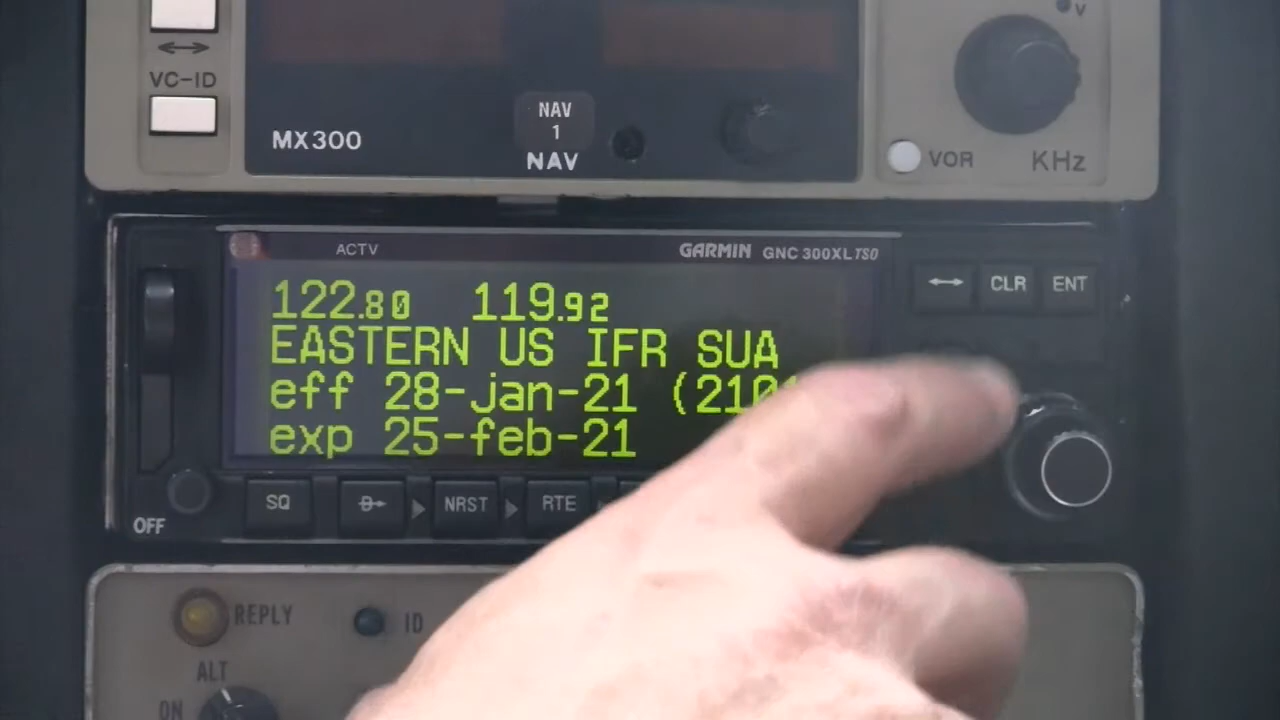 V
VC-ID
MX300
NAV
1
NAV
VOR
KHz
ACTV
GARMIN GNC 300XL TSO
122.80 119.92
EASTERN US IFR SUA
eff 28-jan-21 (210
exp 25-feb-21
CLR
ENT
OFF
SQ
D
NRST
RTE
REPLY
ID
ALT
ON